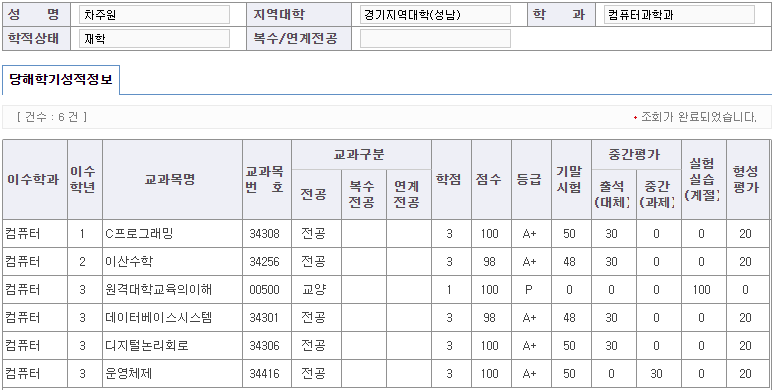 성 명 차주원 지역대학 경기지역대학(성남) 학 과 컴퓨터과학과
학적상태 재학 복수/연계전공
당해학기성적정보
[ 건수 : 6 건 ] • 조회가 완료되었습니다.
이수학과 이수학년 교과목명 교과목번 호 교과구분 학점 점수 등급 기말시험 중간평가 실험실습(계절) 형성평가
전공 복수전공 연계전공 출석(대체) 중간(과제)
컴퓨터 1 C프로그래밍 34308 전공 3 100 A+ 50 30 0 0 20
컴퓨터 2 이산수학 34256 전공 3 98 A+ 48 30 0 0 20
컴퓨터 3 원격대학교육의이해 00500 교양 1 100 P 0 0 0 100 0
컴퓨터 3 데이터베이스시스템 34301 전공 3 98 A+ 48 30 0 0 20
컴퓨터 3 디지털논리회로 34306 전공 3 100 A+ 50 30 0 0 20
컴퓨터 3 운영체제 34416 전공 3 100 A+ 50 0 30 0 20